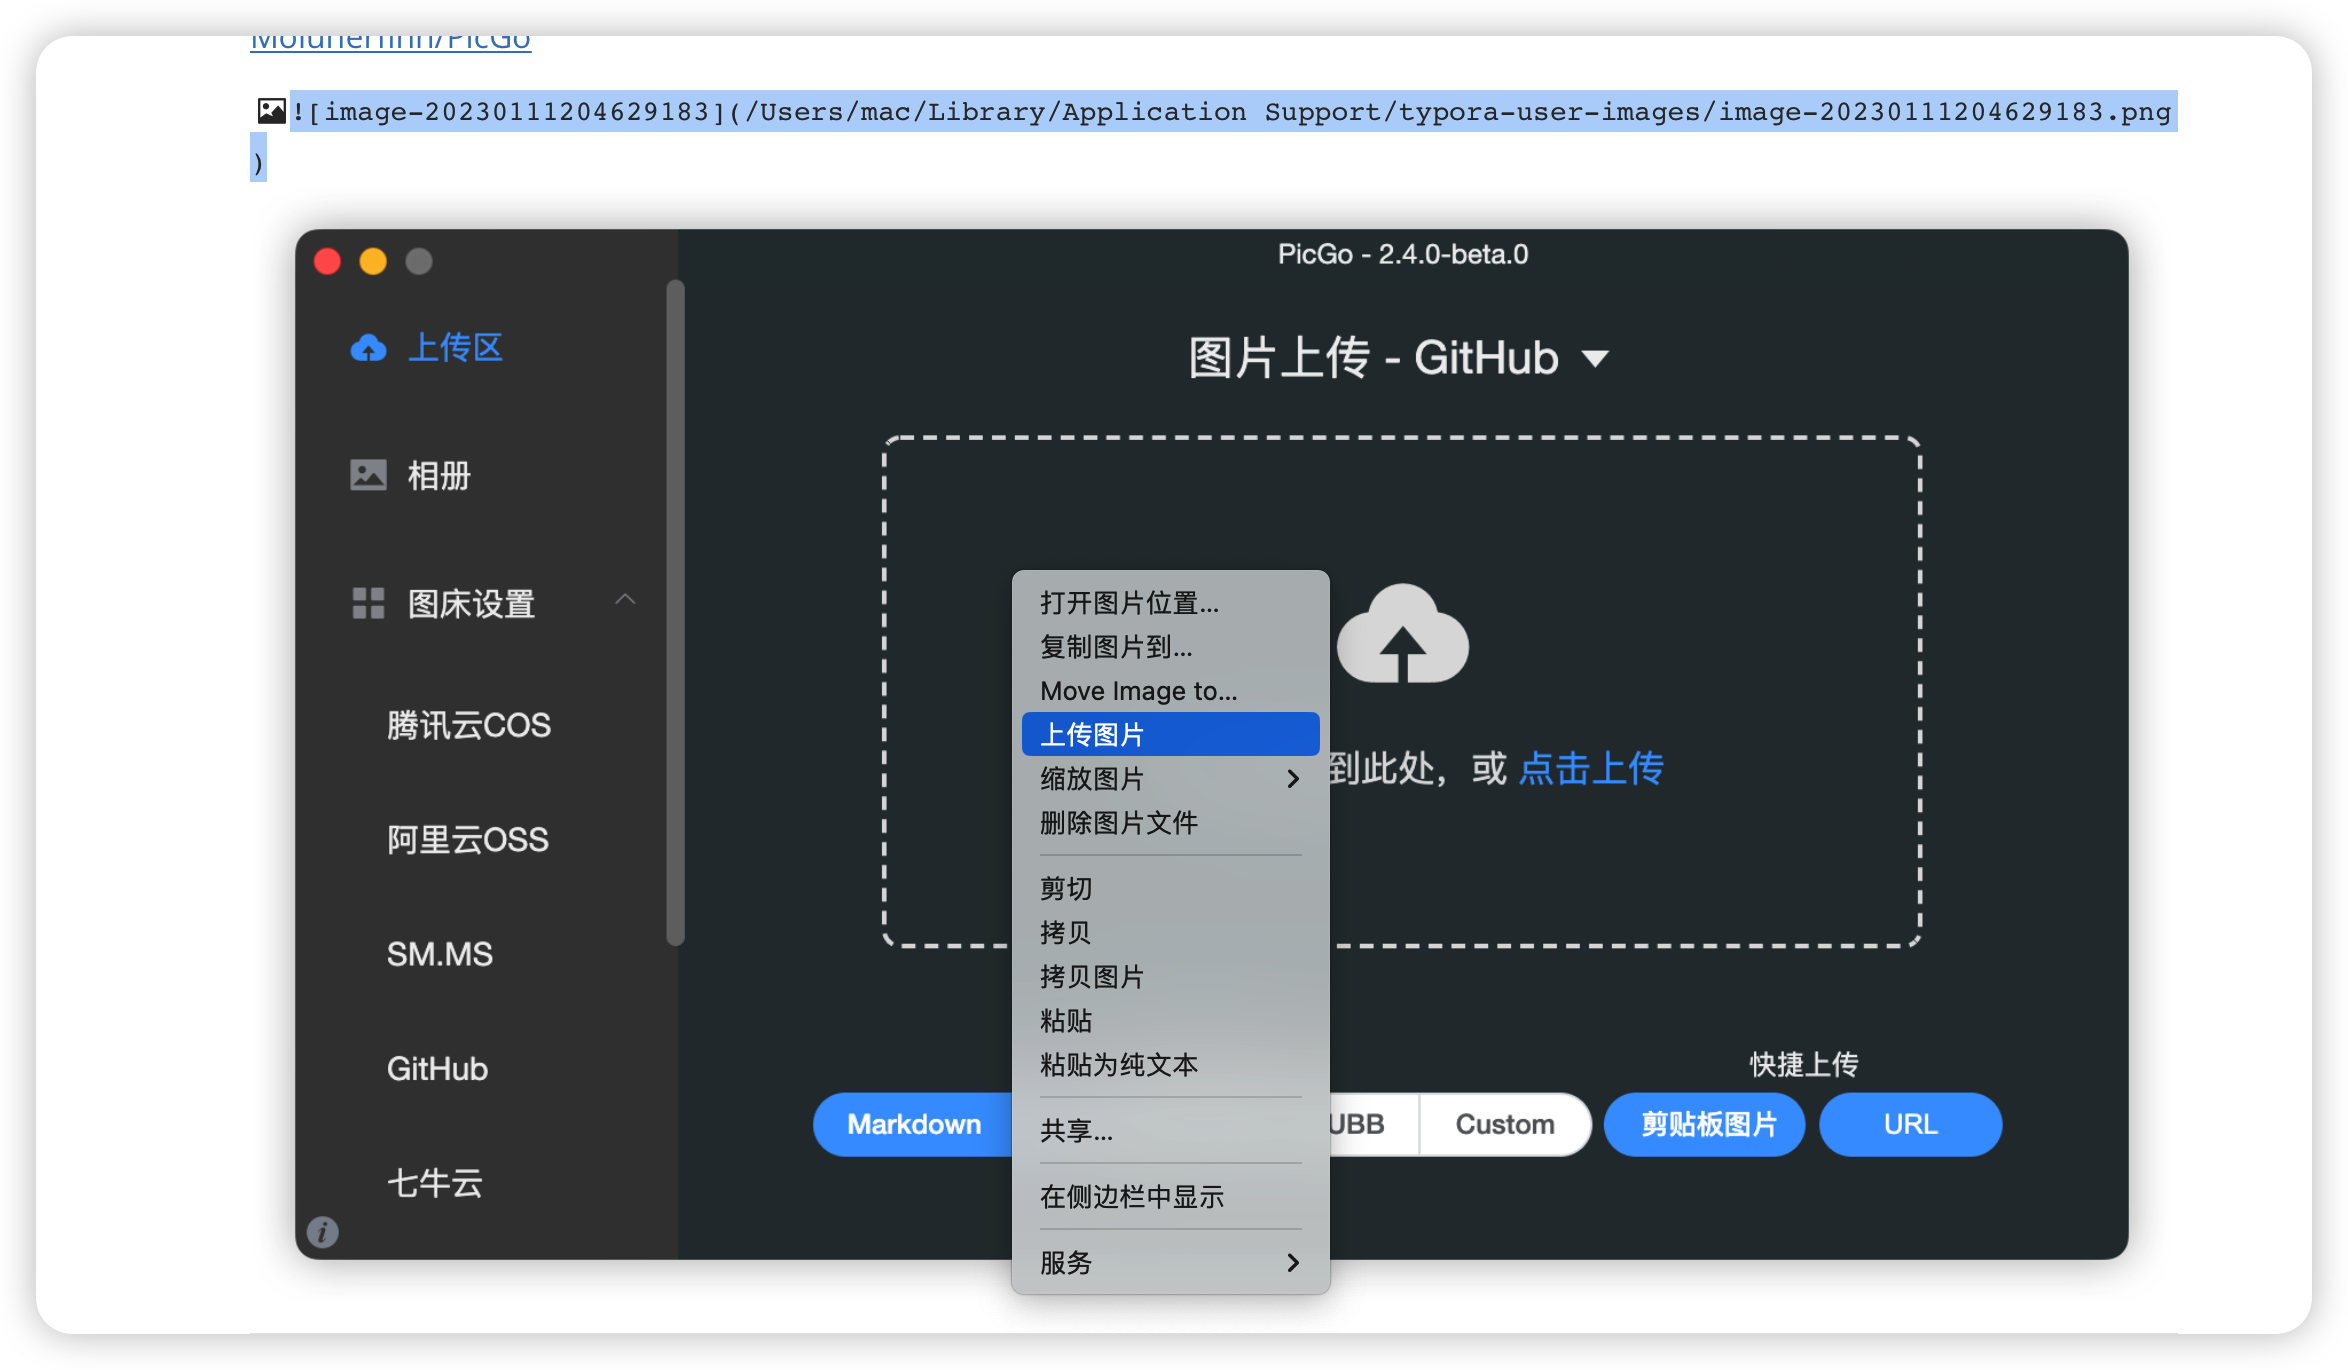 Molunerfinn/PicGo
![image-20230111204629183](/Users/mac/Library/Application Support/typora-user-images/image-20230111204629183.png
)
PicGo - 2.4.0-beta.0
上传区
相册
图床设置
腾讯云COS
阿里云OSS
SM.MS
GitHub
七牛云
图片上传 - GitHub
到此处，或 点击上传
打开图片位置...
复制图片到...
Move Image to...
上传图片
缩放图片
删除图片文件
剪切
拷贝
拷贝图片
粘贴
粘贴为纯文本
共享...
在侧边栏中显示
服务
快捷上传
Markdown
UBB
Custom
剪贴板图片
URL